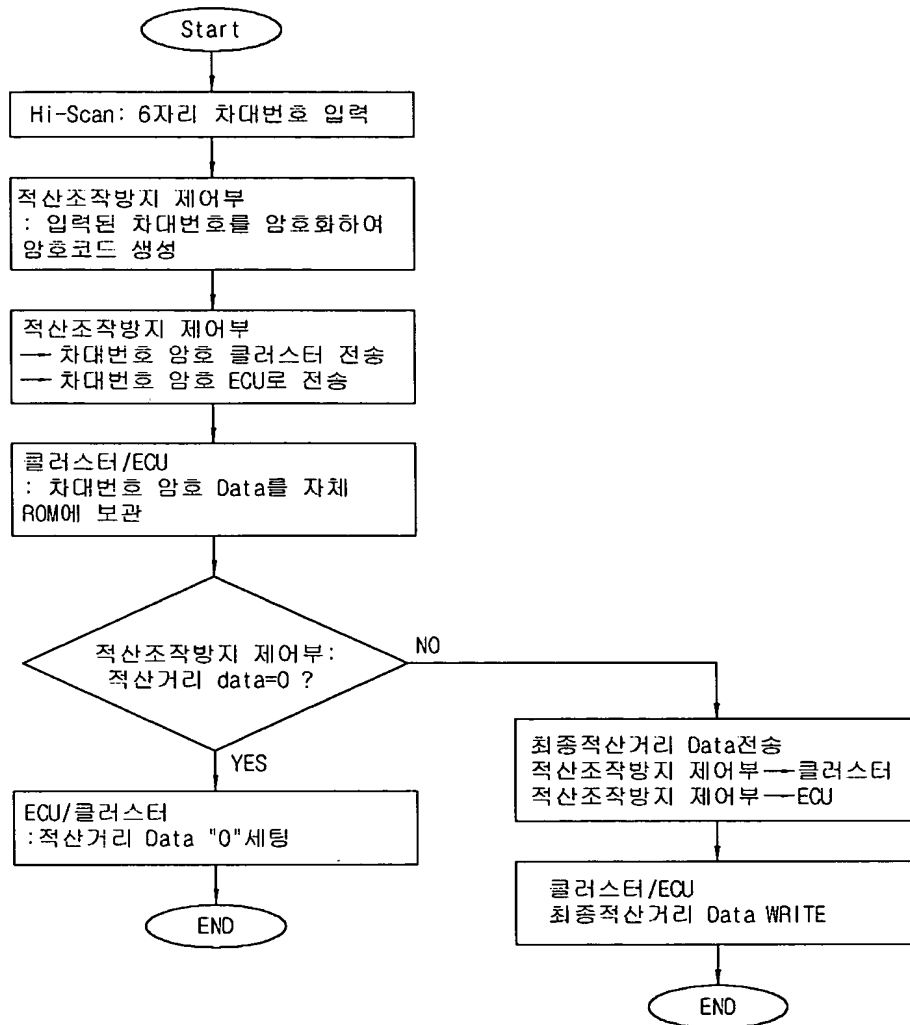 Start
Hi-Scan: 6자리 차대번호 입력
적산조작방지 제어부
: 입력된 차대번호를 암호화하여
암호코드 생성
적산조작방지 제어부
→ 차대번호 암호 클러스터 전송
→ 차대번호 암호 ECU로 전송
클러스터/ECU
: 차대번호 암호 Data를 자체
ROM에 보관
적산조작방지 제어부:
적산거리 data=0 ?
NO
YES
ECU/클러스터
:적산거리 Data "0"세팅
END
최종적산거리 Data전송
적산조작방지 제어부→클러스터
적산조작방지 제어부—ECU
클러스터/ECU
최종적산거리 Data WRITE
END